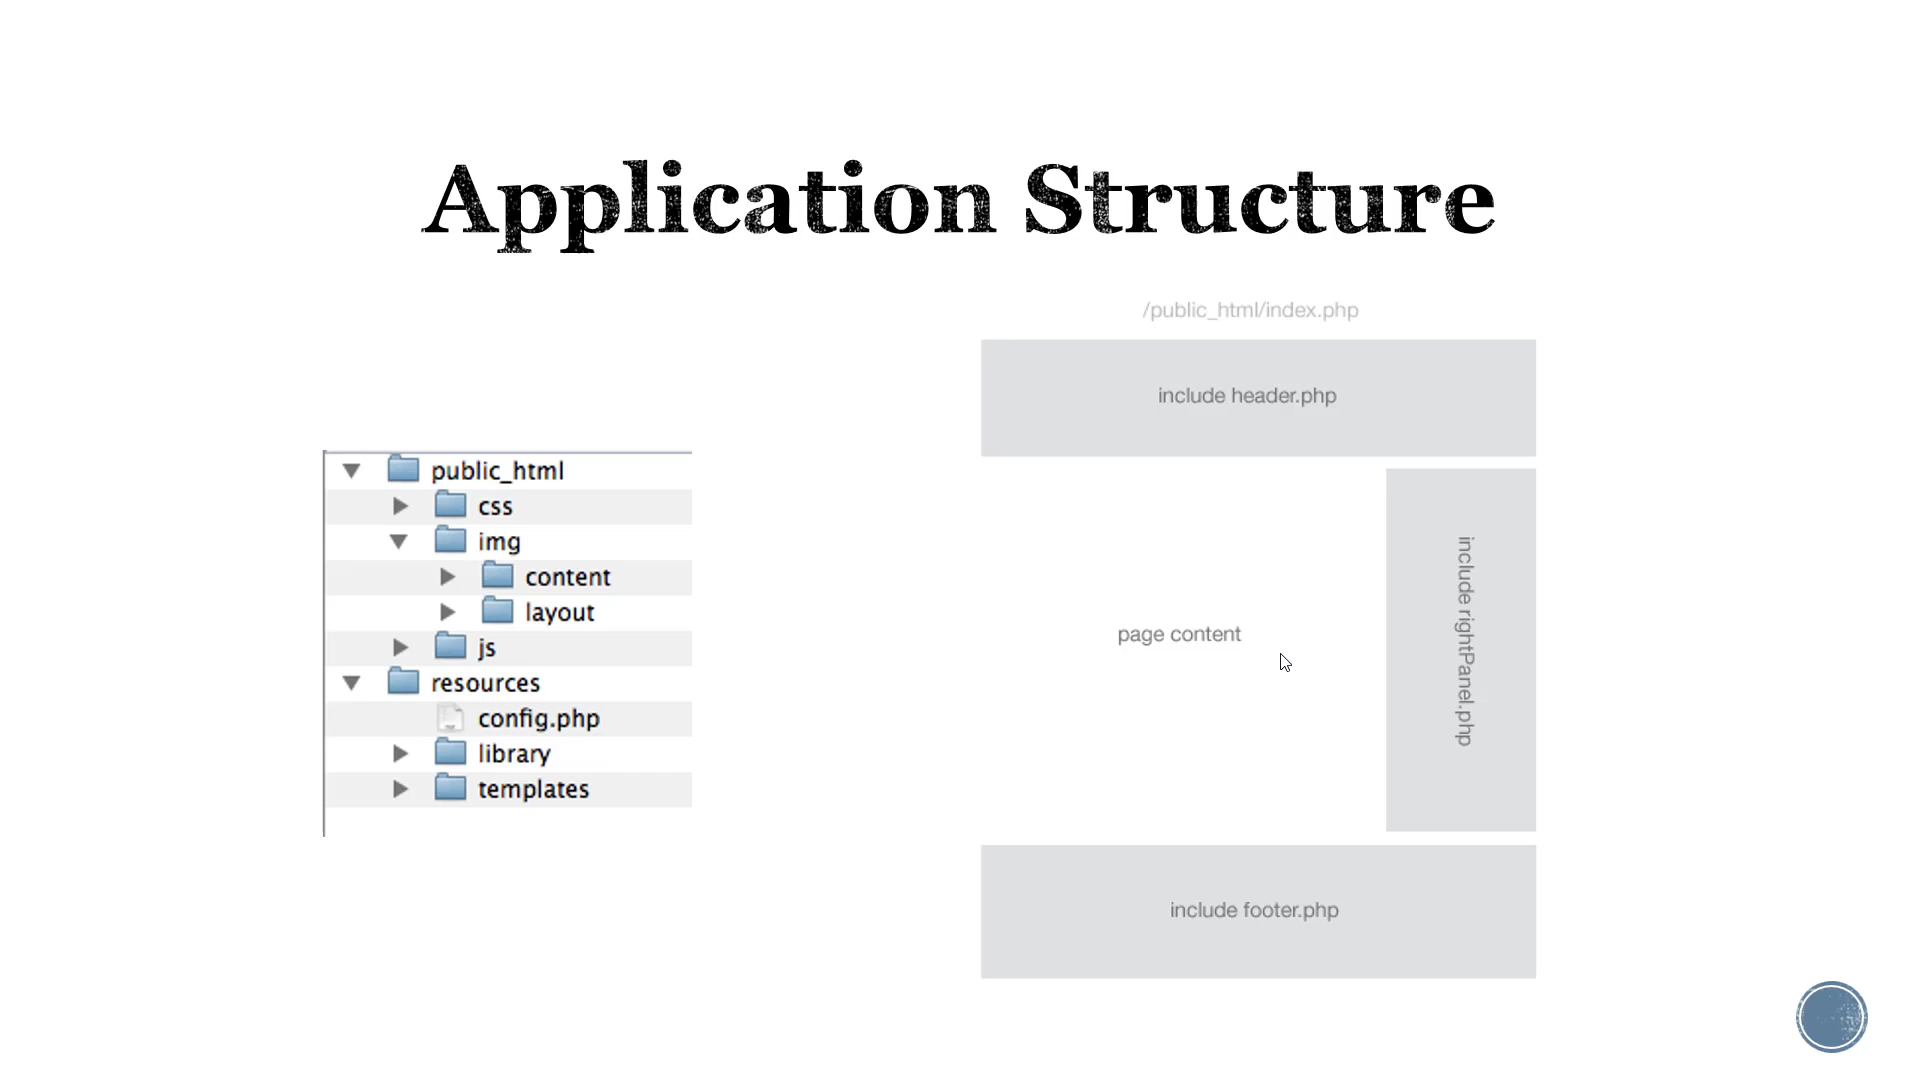 Application Structure
public_html
css
img
content
layout
js
resources
config.php
library
templates
/public_html/index.php
include header.php
page content
include rightPanel.php
include footer.php